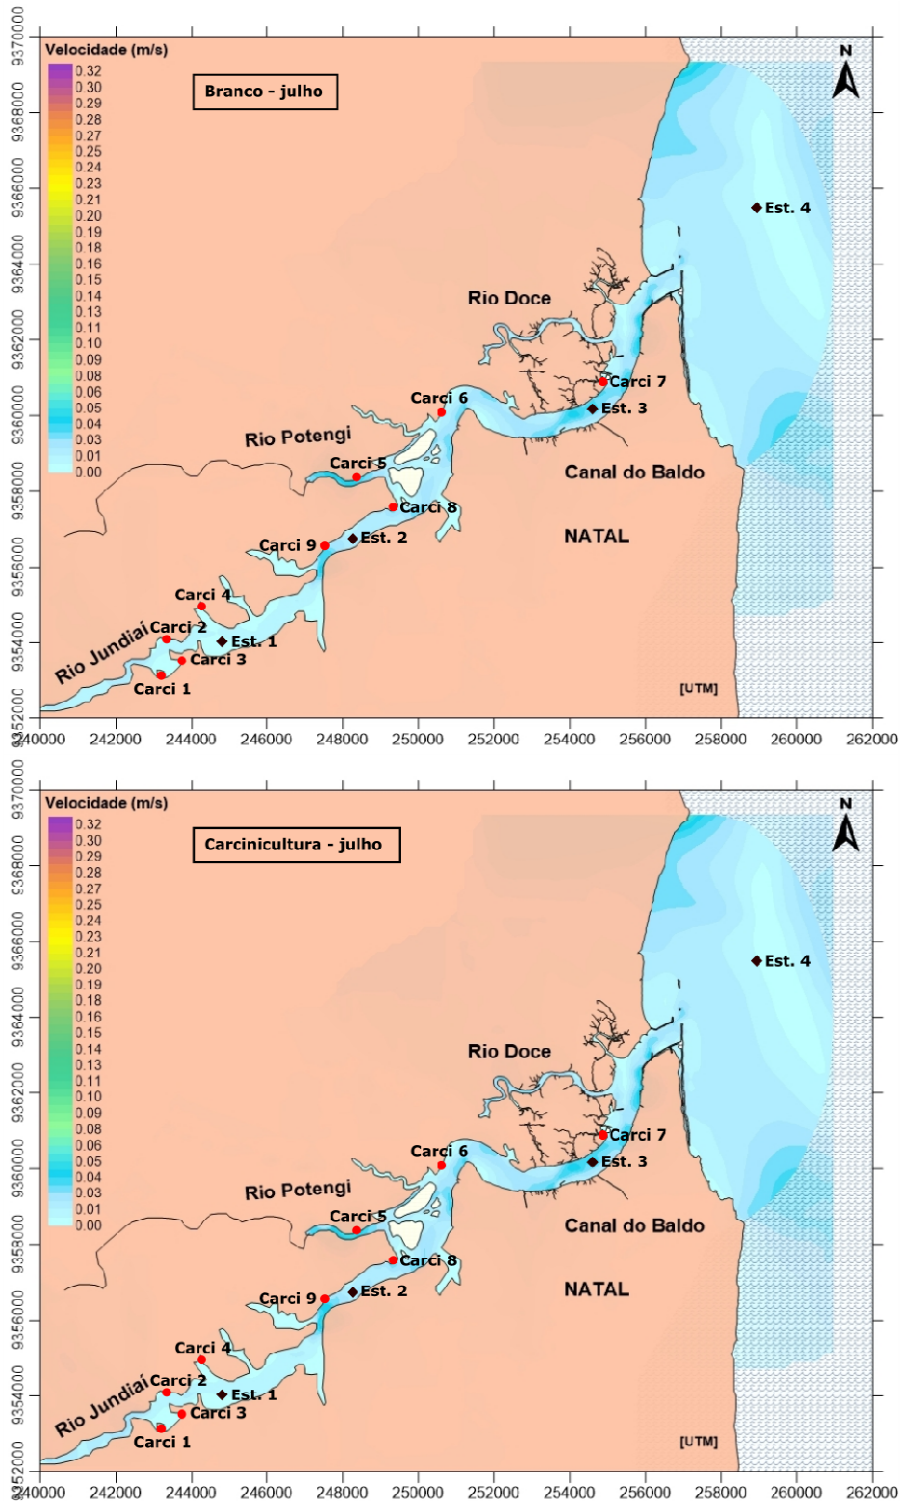 Velocidade (m/s)
0.32
0.30
0.29
0.28
0.27
0.25
0.24
0.23
0.21
0.20
0.19
0.18
0.16
0.15
0.14
0.13
0.11
0.10
0.09
0.08
0.06
0.05
0.04
0.03
0.01
0.00
Branco - julho
N
Est. 4
Rio Doce
Carci 7
Carci 6
Est. 3
Rio Potengi
Carci 5
Canal do Baldo
Carci 8
NATAL
Est. 2
Carci 9
Carci 4
Carci 2
Est. 1
Rio Jundiaí
Carci 3
Carci 1
[UTM]
9370000
9368000
9366000
9364000
9362000
9360000
9358000
9356000
9354000
9352000
240000 242000 244000 246000 248000 250000 252000 254000 256000 258000 260000 262000
Velocidade (m/s)
0.32
0.30
0.29
0.28
0.27
0.25
0.24
0.23
0.21
0.20
0.19
0.18
0.16
0.15
0.14
0.13
0.11
0.10
0.09
0.08
0.06
0.05
0.04
0.03
0.01
0.00
Carcinicultura - julho
N
Est. 4
Rio Doce
Carci 7
Carci 6
Est. 3
Rio Potengi
Carci 5
Canal do Baldo
Carci 8
NATAL
Est. 2
Carci 9
Carci 4
Carci 2
Est. 1
Rio Jundiaí
Carci 3
Carci 1
[UTM]
9370000
9368000
9366000
9364000
9362000
9360000
9358000
9356000
9354000
9352000
240000 242000 244000 246000 248000 250000 252000 254000 256000 258000 260000 262000